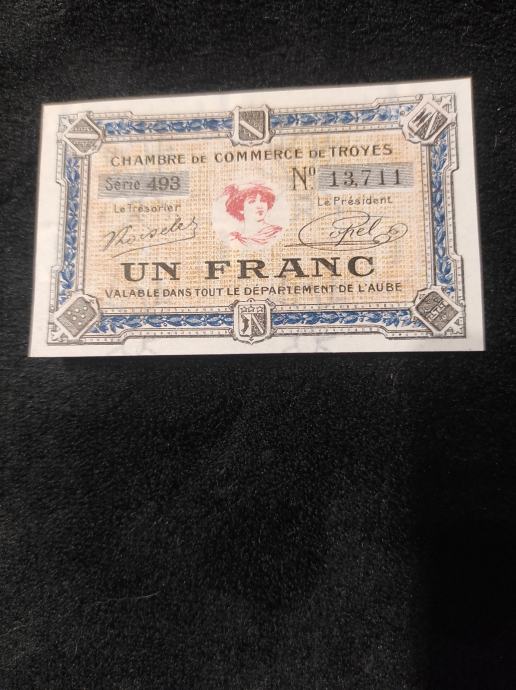 CHAMBRE DE COMMERCE DE TROYES
Série 493 Nº 13,711
Le Trésorier Le Président
UN FRANC
VALABLE DANS TOUT LE DÉPARTEMENT DE L'AUBE